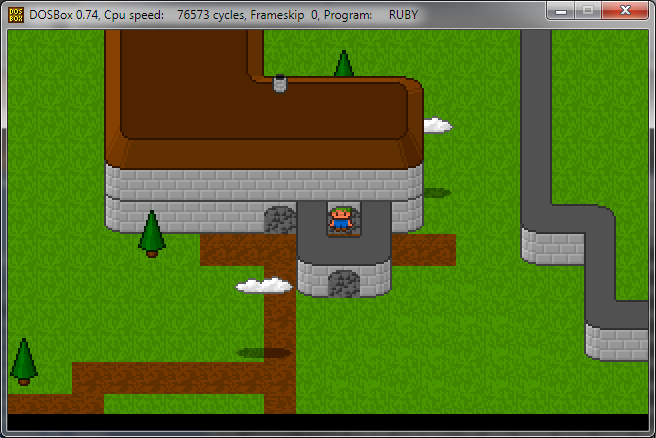 DOS
BOX
DOSBox 0.74, Cpu speed: 76573 cycles, Frameskip 0, Program: RUBY